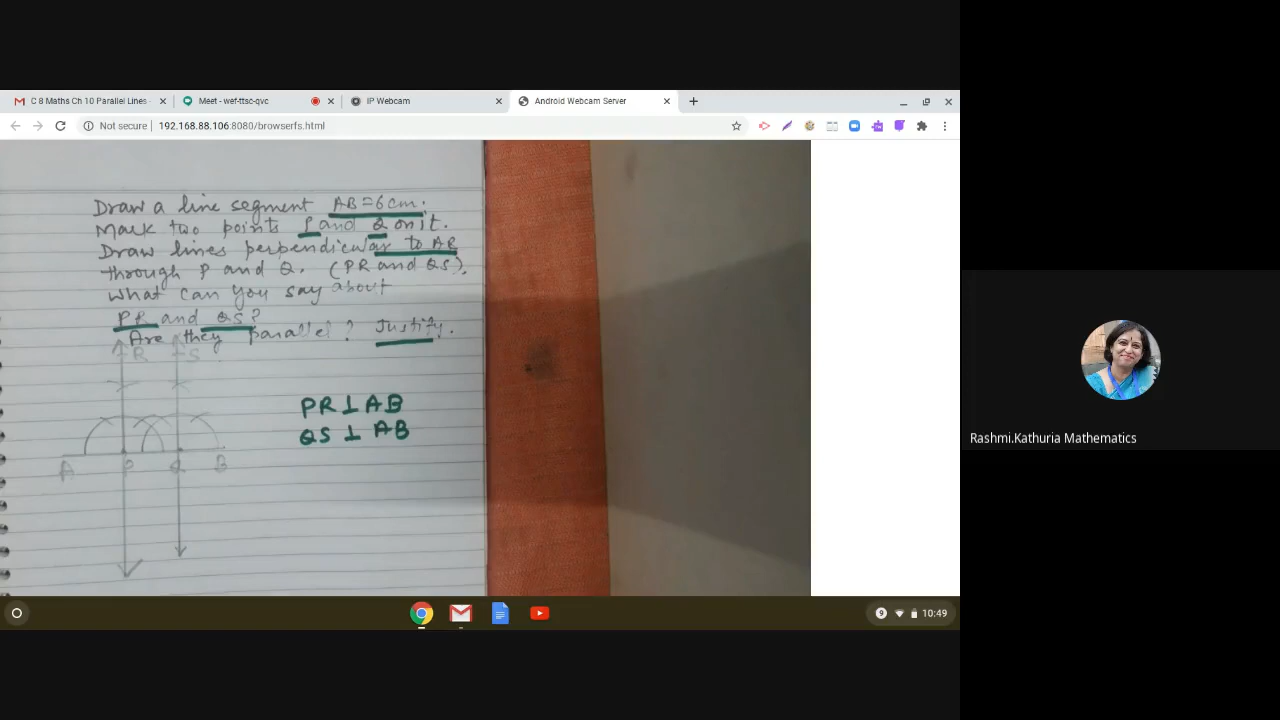 C 8 Maths Ch 10 Parallel Lines -
Meet - wef-ttsc-qvc
IP Webcam
Android Webcam Server
Not secure | 192.168.88.106:8080/browserfs.html
Draw a line segment AB = 6 cm.
Mark two points P and Q on it.
Draw lines perpendicular to AB
through P and Q. (PR and QS).
What can you say about
PR and QS?
Are they parallel? Justify.
R S
PR ⊥ AB
QS ⊥ AB
A P Q B
Rashmi.Kathuria Mathematics
9 10:49